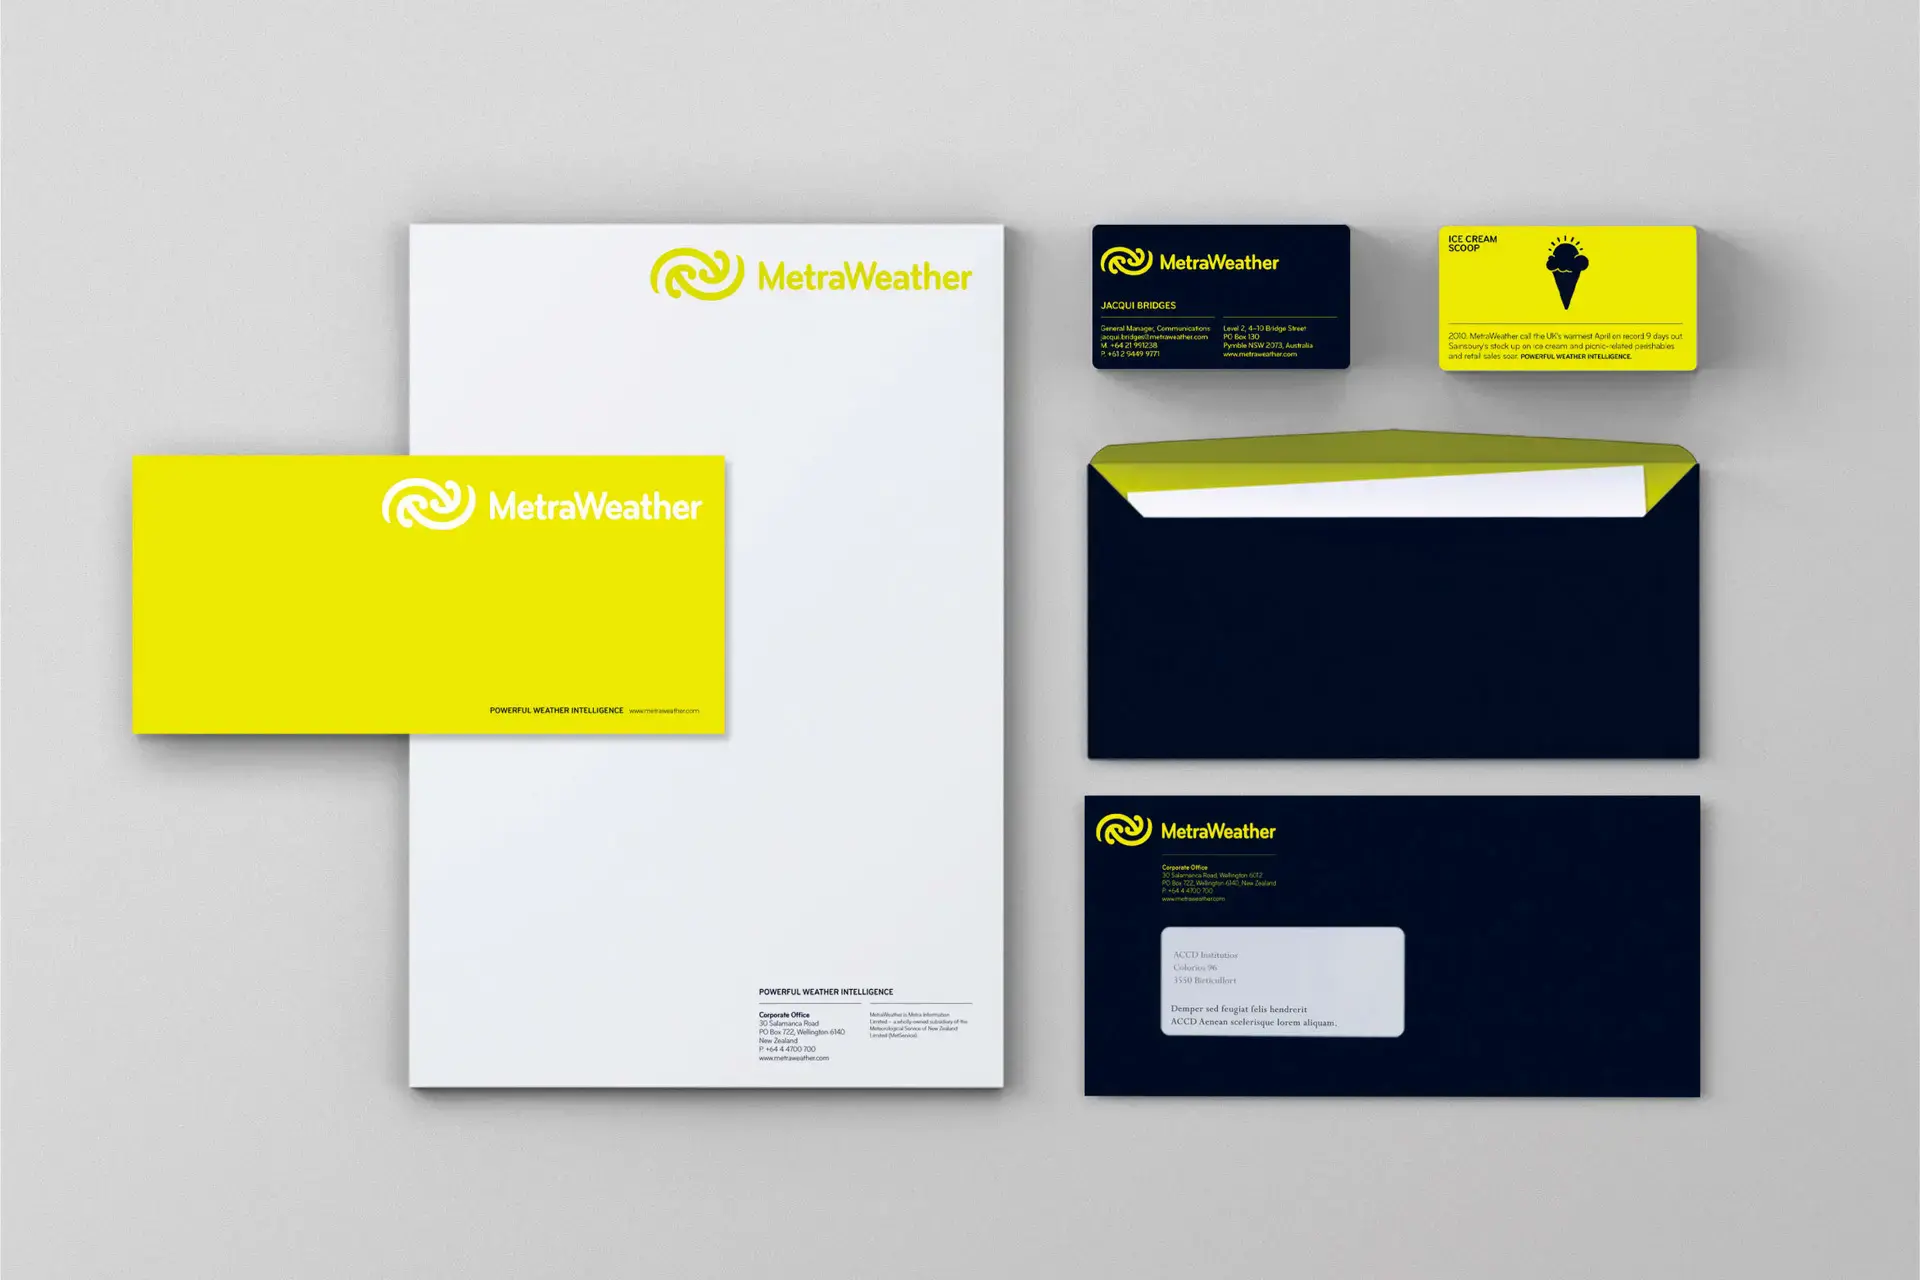 MetraWeather
POWERFUL WEATHER INTELLIGENCE www.metraweather.com
MetraWeather
POWERFUL WEATHER INTELLIGENCE
Corporate Office
30 Salamanca Road
PO Box 722, Wellington 6140
New Zealand
P. +64 4 4700 700
www.metraweather.com
MetraWeather is Metra Information
Limited – a wholly-owned subsidiary of the
Meteorological Service of New Zealand
Limited (MetService).
MetraWeather
JACQUI BRIDGES
General Manager, Communications
jacqui.bridges@metraweather.com
M. +64 21 991238
P. +61 2 9449 9771
Level 2, 4–10 Bridge Street
PO Box 130
Pymble NSW 2073, Australia
www.metraweather.com
ICE CREAM
SCOOP
2010. MetraWeather call the UK's warmest April on record 9 days out.
Sainsbury's stock up on ice cream and picnic-related perishables
and retail sales soar. POWERFUL WEATHER INTELLIGENCE.
MetraWeather
Corporate Office
30 Salamanca Road, Wellington 6012
PO Box 722, Wellington 6140, New Zealand
P. +64 4 4700 700
www.metraweather.com
ACCD Institutior
96
3550
Demper sed feugiat felis hendrerit
ACCD Aenean scelerisque lorem aliquam.